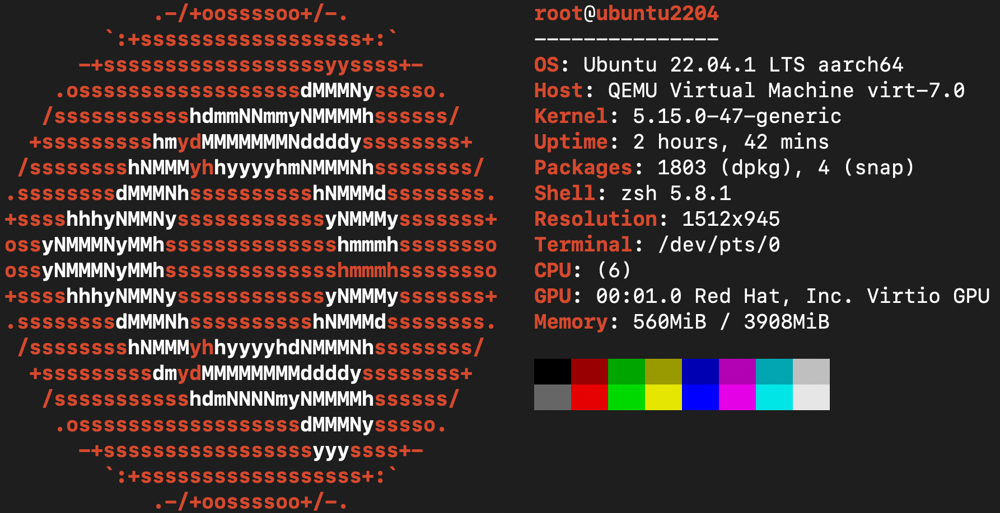 .-/+oossssoo+/-.
`:+ssssssssssssssssss+:`
-+ssssssssssssssssssyyssss+-
.ossssssssssssssssssdMMMNysssso.
/ssssssssssshdmmNNmmyNMMMMhssssss/
+ssssssssshmydMMMMMMMNddddyssssssss+
/sssssssshNMMMyhhyyyyhmNMMMNhssssssss/
.ssssssssdMMMNhsssssssssshNMMMdssssssss.
+sssshhhyNMMNyssssssssssssyNMMMysssssss+
ossyNMMMNyMMhsssssssssssssshmmmhssssssso
ossyNMMMNyMMhsssssssssssssshmmmhssssssso
+sssshhhyNMMNyssssssssssssyNMMMysssssss+
.ssssssssdMMMNhsssssssssshNMMMdssssssss.
/sssssssshNMMMyhhyyyyhdNMMMNhssssssss/
+sssssssssdmydMMMMMMMMddddyssssssss+
/ssssssssssshdmNNNNmyNMMMMhssssss/
.ossssssssssssssssssdMMMNysssso.
-+sssssssssssssssssyyyssss+-
`:+ssssssssssssssssss+:`
.-/+oossssoo+/-.
root@ubuntu2204
---------------
OS: Ubuntu 22.04.1 LTS aarch64
Host: QEMU Virtual Machine virt-7.0
Kernel: 5.15.0-47-generic
Uptime: 2 hours, 42 mins
Packages: 1803 (dpkg), 4 (snap)
Shell: zsh 5.8.1
Resolution: 1512x945
Terminal: /dev/pts/0
CPU: (6)
GPU: 00:01.0 Red Hat, Inc. Virtio GPU
Memory: 560MiB / 3908MiB